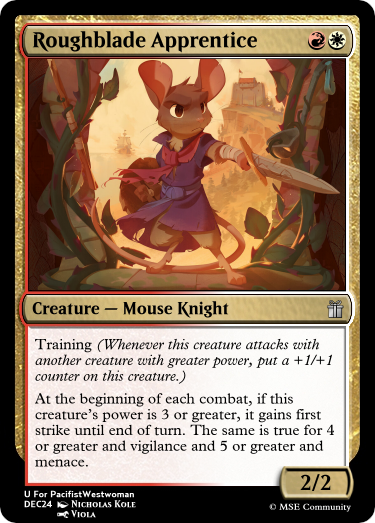 Roughblade Apprentice
Creature — Mouse Knight
Training (Whenever this creature attacks with
another creature with greater power, put a +1/+1
counter on this creature.)
At the beginning of each combat, if this
creature's power is 3 or greater, it gains first
strike until end of turn. The same is true for 4
or greater and vigilance and 5 or greater and
menace.
2/2
U For PacifistWestwoman
DEC24 Nicholas Kole
Viola
© MSE Community